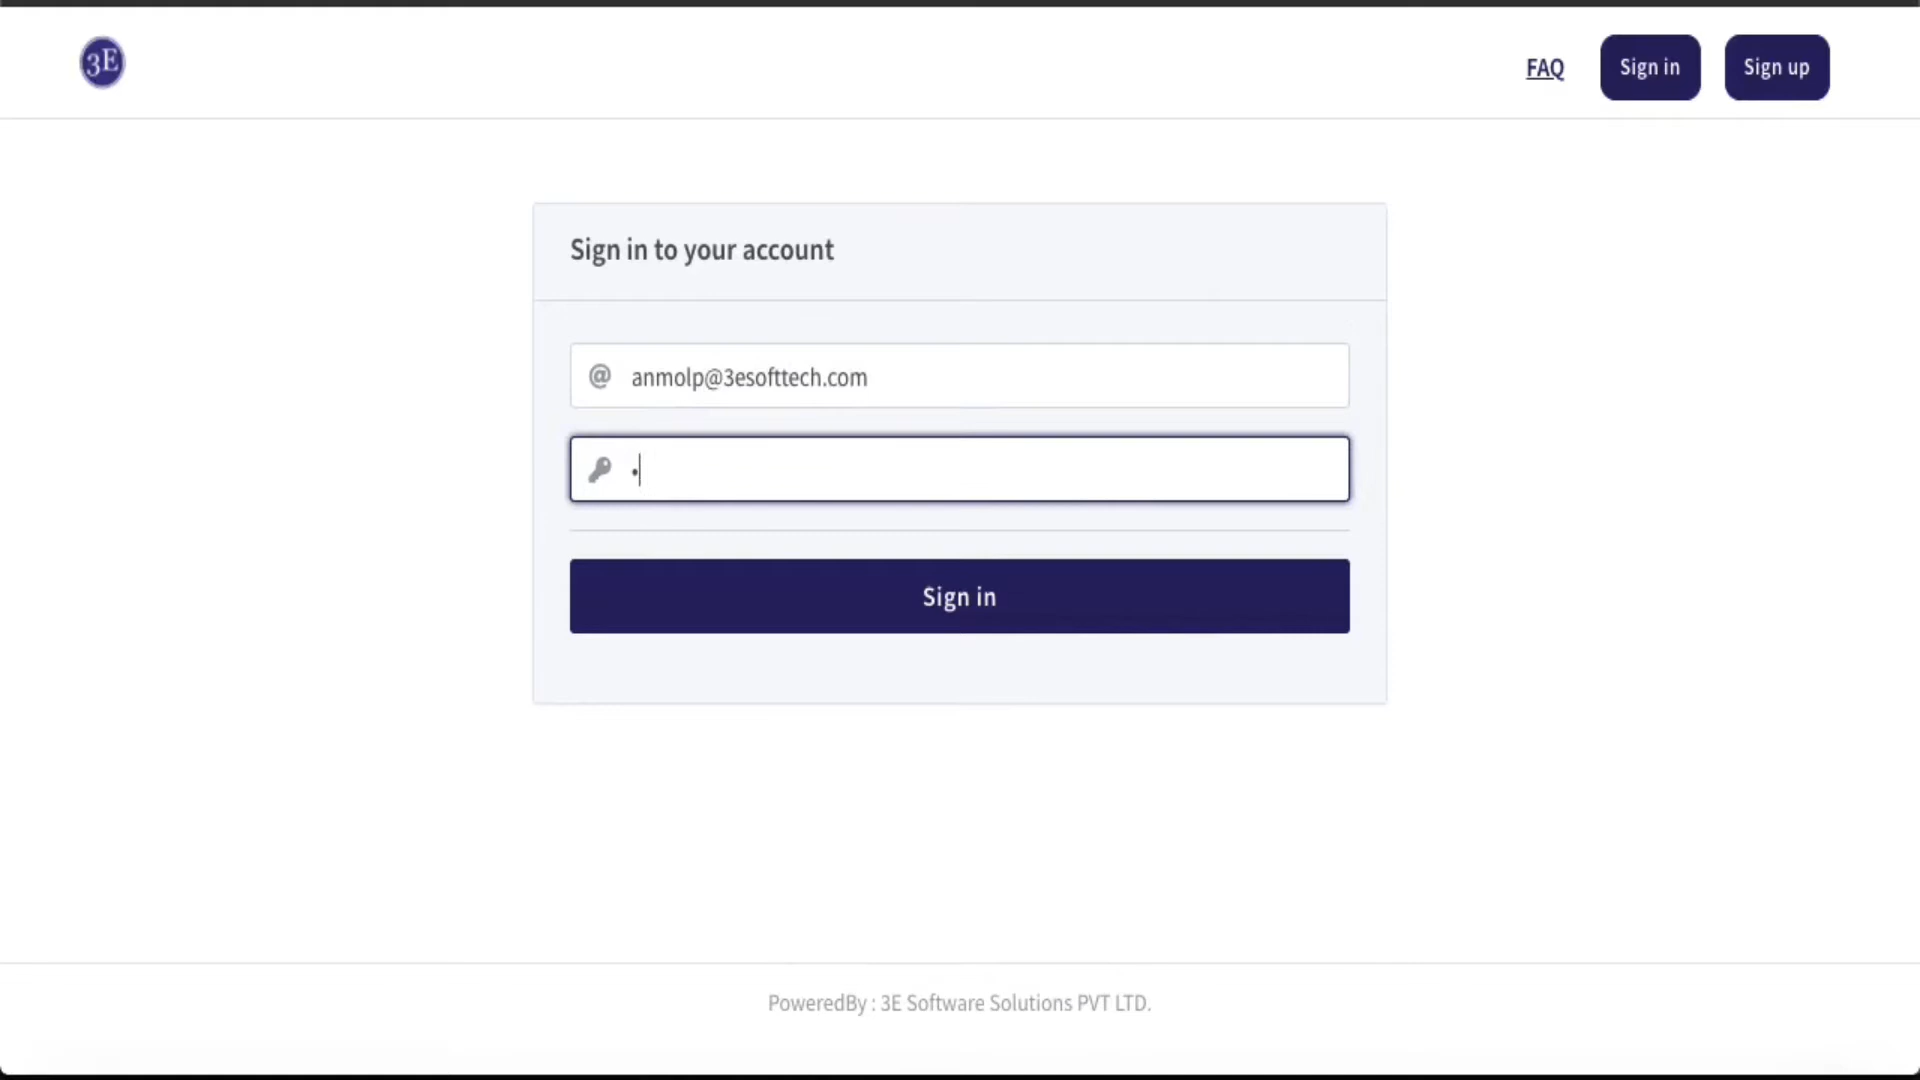 3E
FAQ
Sign in
Sign up
Sign in to your account
@ anmolp@3esofttech.com
•
Sign in
PoweredBy : 3E Software Solutions PVT LTD.